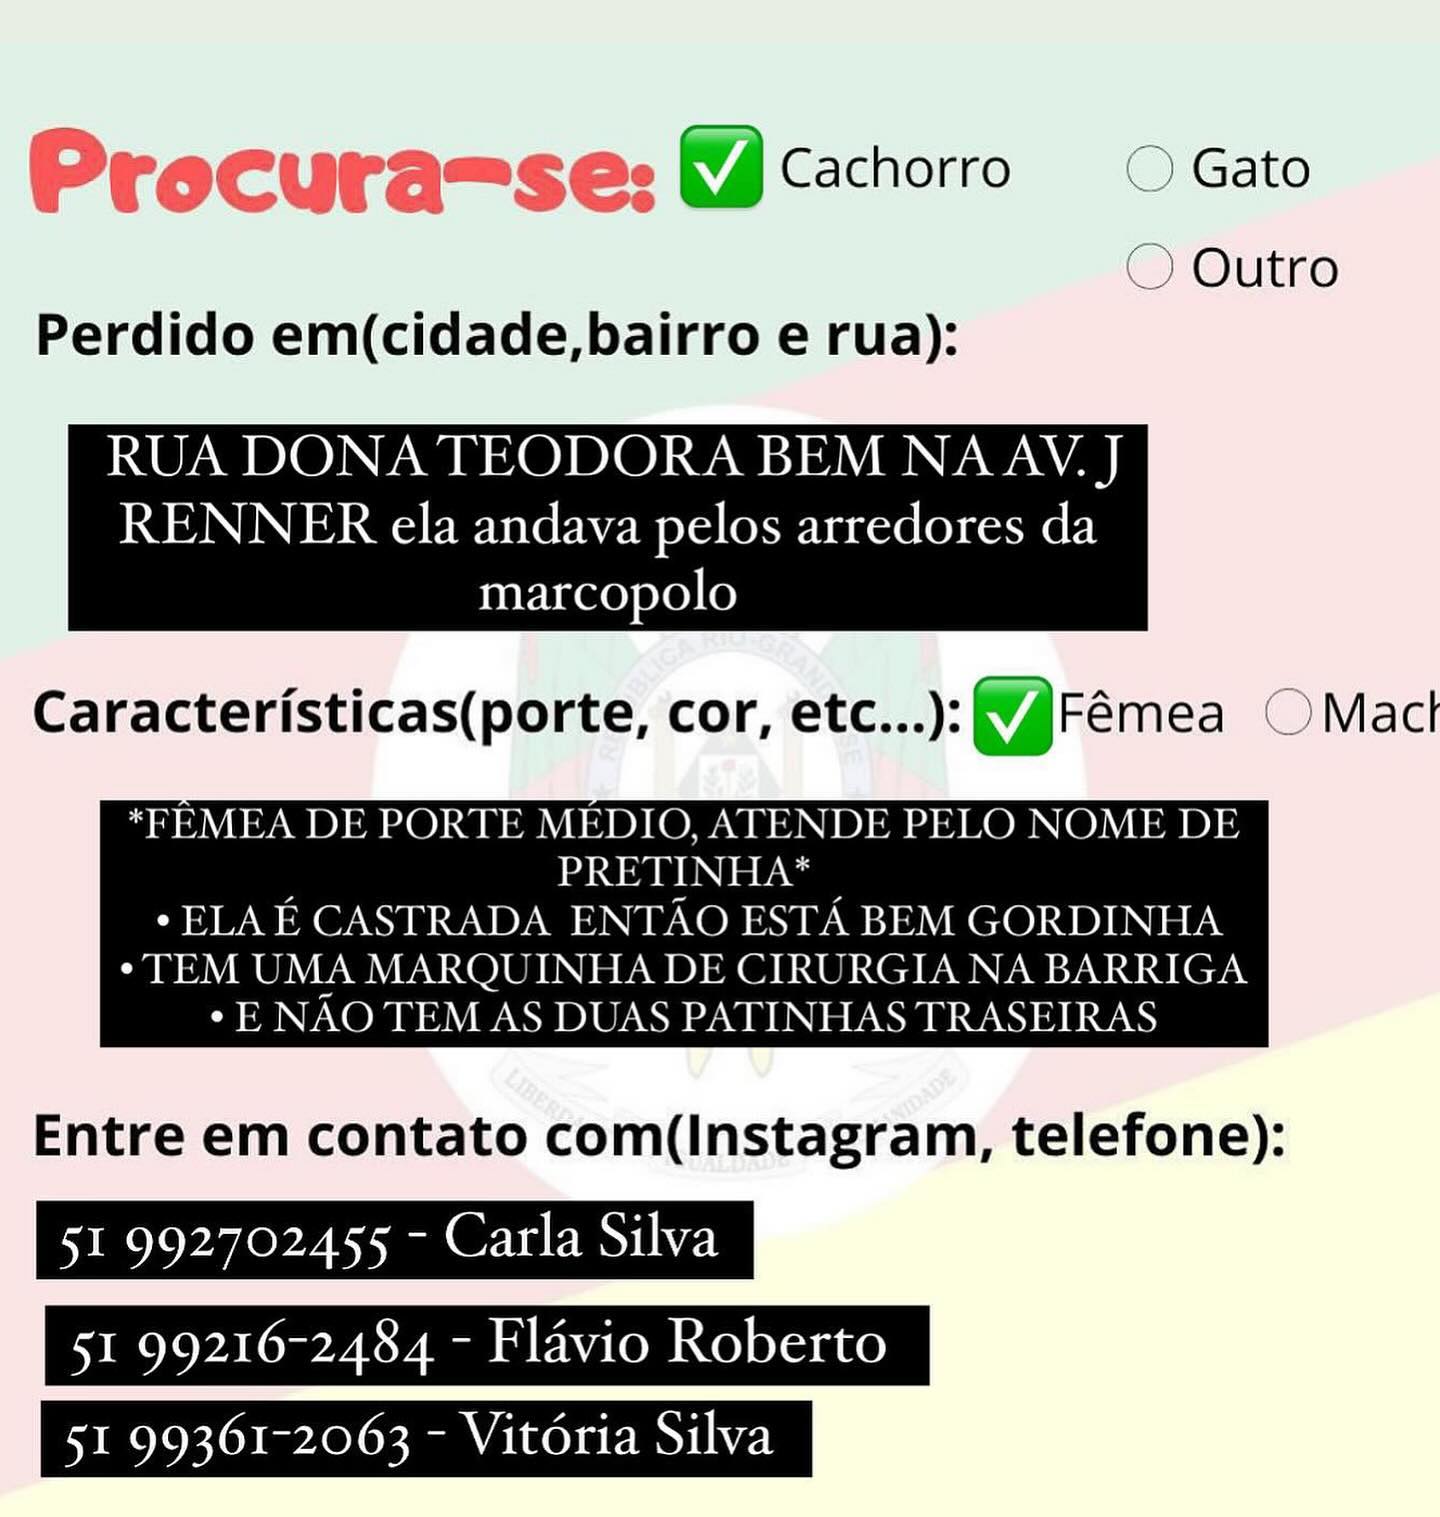 Procura-se: ✅ Cachorro ○ Gato
○ Outro
Perdido em(cidade,bairro e rua):
RUA DONA TEODORA BEM NA AV. J
RENNER ela andava pelos arredores da
marcopolo
REPÚBLICA RIO-GRANDENSE
Características(porte, cor, etc...): ✅ Fêmea ○ Mach
*FÊMEA DE PORTE MÉDIO, ATENDE PELO NOME DE
PRETINHA*
• ELA É CASTRADA ENTÃO ESTÁ BEM GORDINHA
• TEM UMA MARQUINHA DE CIRURGIA NA BARRIGA
• E NÃO TEM AS DUAS PATINHAS TRASEIRAS
Entre em contato com(Instagram, telefone):
IGUALDADE
51 992702455 - Carla Silva
51 99216-2484 - Flávio Roberto
51 99361-2063 - Vitória Silva